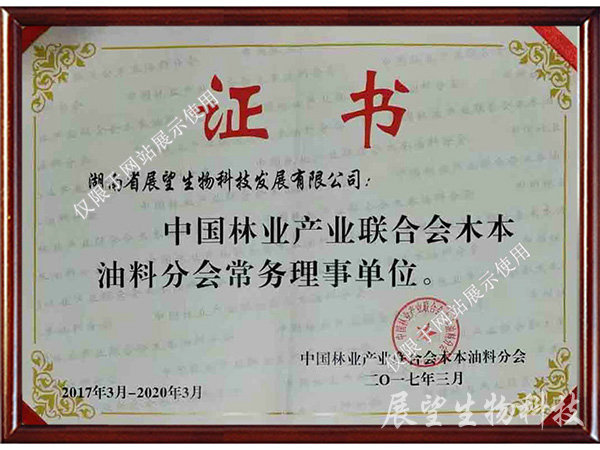 证书
湖南省展望生物科技发展有限公司：
中国林业产业联合会木本
油料分会常务理事单位。
中国林业产业联合会木本油料分会
二〇一七年三月
2017年3月-2020年3月
仅限于网站展示使用
仅限于网站展示使用
展望生物科技